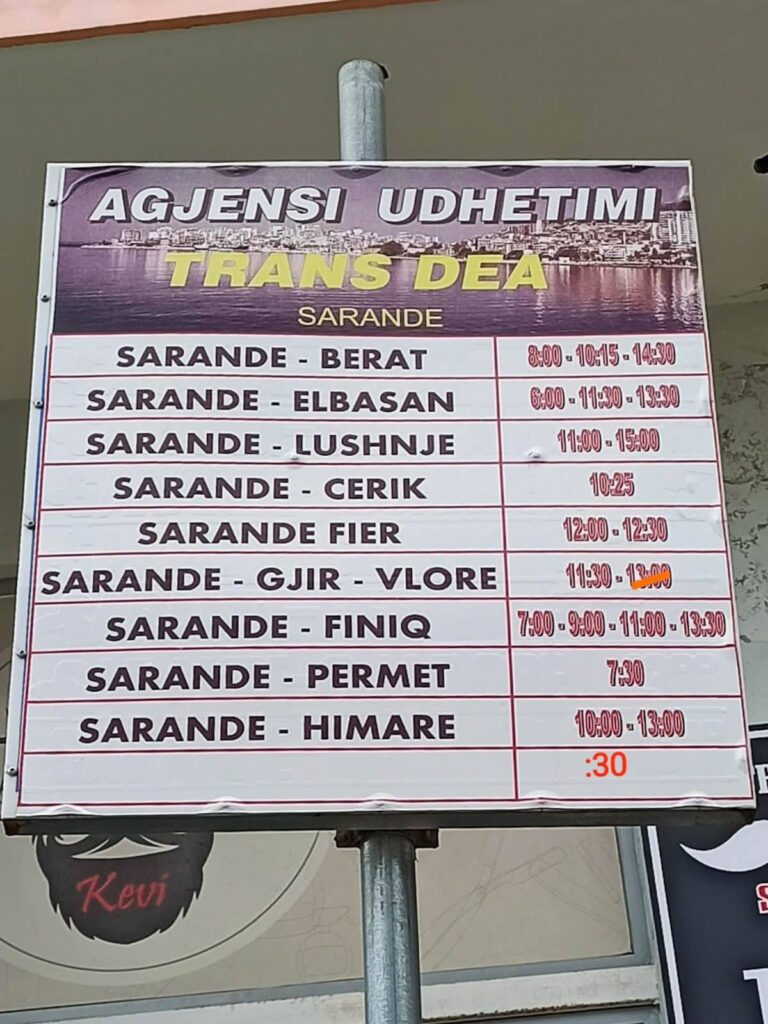 AGJENSI UDHETIMI
TRANS DEA
SARANDE
SARANDE - BERAT 8:00 - 10:15 - 14:30
SARANDE - ELBASAN 6:00 - 11:30 - 13:30
SARANDE - LUSHNJE 11:00 - 15:00
SARANDE - CERIK 10:25
SARANDE FIER 12:00 - 12:30
SARANDE - GJIR - VLORE 11:30 - 13:00
SARANDE - FINIQ 7:00 - 9:00 - 11:00 - 13:30
SARANDE - PERMET 7:30
SARANDE - HIMARE 10:00 - 13:00
:30
Kevi